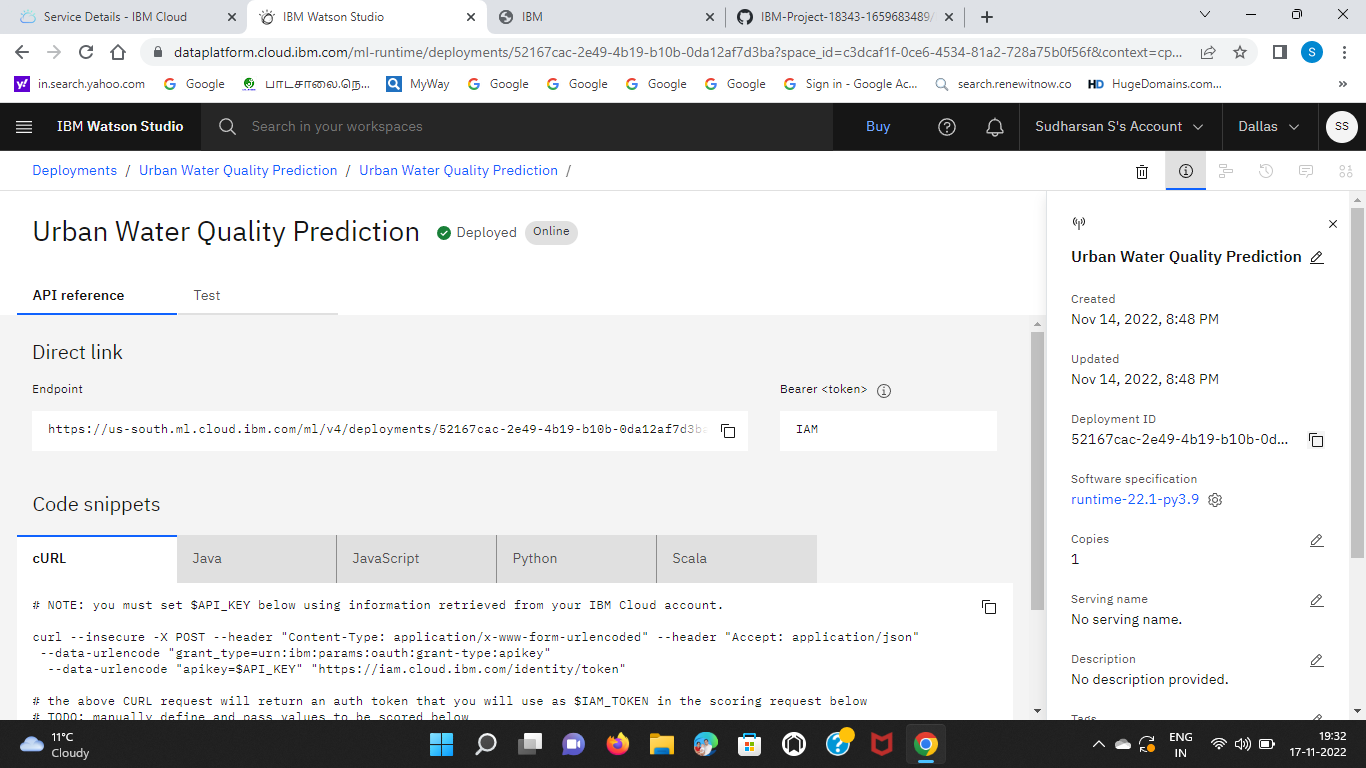 Service Details - IBM Cloud
IBM Watson Studio
IBM
IBM-Project-18343-1659683489/
dataplatform.cloud.ibm.com/ml-runtime/deployments/52167cac-2e49-4b19-b10b-0da12af7d3ba?space_id=c3dcaf1f-0ce6-4534-81a2-728a75b0f56f&context=cp...
S
in.search.yahoo.com
Google
பாடசாலை.நெ...
MyWay
Google
Google
Google
Google
Sign in - Google Ac...
search.renewitnow.co
HD HugeDomains.com...
IBM Watson Studio
Search in your workspaces
Buy
Sudharsan S's Account
Dallas
SS
Deployments / Urban Water Quality Prediction / Urban Water Quality Prediction /
Urban Water Quality Prediction
Deployed
Online
API reference
Test
Direct link
Endpoint
Bearer <token>
https://us-south.ml.cloud.ibm.com/ml/v4/deployments/52167cac-2e49-4b19-b10b-0da12af7d3ba
IAM
Code snippets
cURL
Java
JavaScript
Python
Scala
# NOTE: you must set $API_KEY below using information retrieved from your IBM Cloud account.
curl --insecure -X POST --header "Content-Type: application/x-www-form-urlencoded" --header "Accept: application/json"
--data-urlencode "grant_type=urn:ibm:params:oauth:grant-type:apikey"
--data-urlencode "apikey=$API_KEY" "https://iam.cloud.ibm.com/identity/token"
# the above CURL request will return an auth token that you will use as $IAM_TOKEN in the scoring request below
# TODO: manually define and pass values to be scored below
Urban Water Quality Prediction
Created
Nov 14, 2022, 8:48 PM
Updated
Nov 14, 2022, 8:48 PM
Deployment ID
52167cac-2e49-4b19-b10b-0d...
Software specification
runtime-22.1-py3.9
Copies
1
Serving name
No serving name.
Description
No description provided.
Tags
11°C
Cloudy
ENG
IN
19:32
17-11-2022